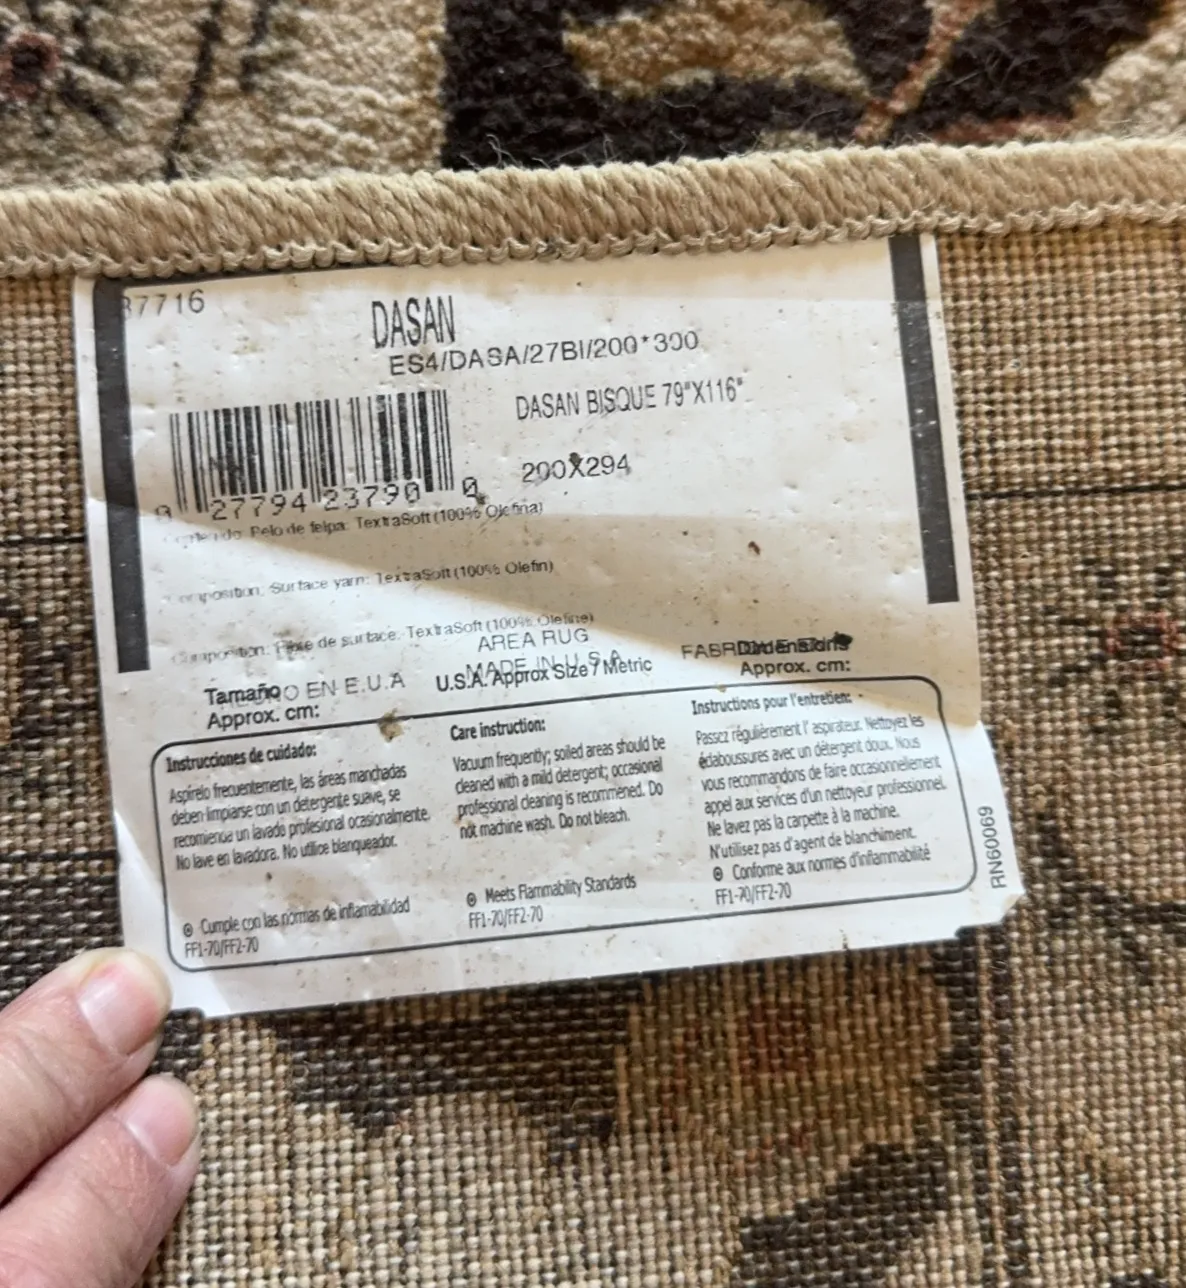 7716
DASAN
ES4/DASA/27BI/200*300
DASAN BISQUE 79"X116"
200X294
27794 23790
Pelo de felpa: TextraSoft (100% Olefina)
Surface yarn: TextraSoft (100% Olefin)
de surface: TextraSoft (100% Olefine)
AREA RUG
MADE IN U.S.A
O EN E.U.A
Tamaño
Approx. cm:
U.S.A. Approx Size / Metric
Approx. cm:
Instrucciones de cuidado:
Aspírelo frecuentemente, las áreas manchadas
deben limpiarse con un detergente suave, se
recomienda un lavado profesional ocasionalmente.
No lave en lavadora. No utilice blanqueador.
Cumple con las normas de inflamabilidad
FF1-70/FF2-70
Care instruction:
Vacuum frequently; soiled areas should be
cleaned with a mild detergent; occasional
professional cleaning is recommened. Do
not machine wash. Do not bleach.
Meets Flammability Standards
FF1-70/FF2-70
Instructions pour l'entretien:
Passez régulièrement l' aspirateur. Nettoyez les
éclaboussures avec un détergent doux. Nous
vous recommandons de faire occasionnellement
appel aux services d'un nettoyeur professionnel.
Ne lavez pas la carpette à la machine.
N'utilisez pas d'agent de blanchiment.
Conforme aux normes d'inflammabilité
FF1-70/FF2-70
RN60069